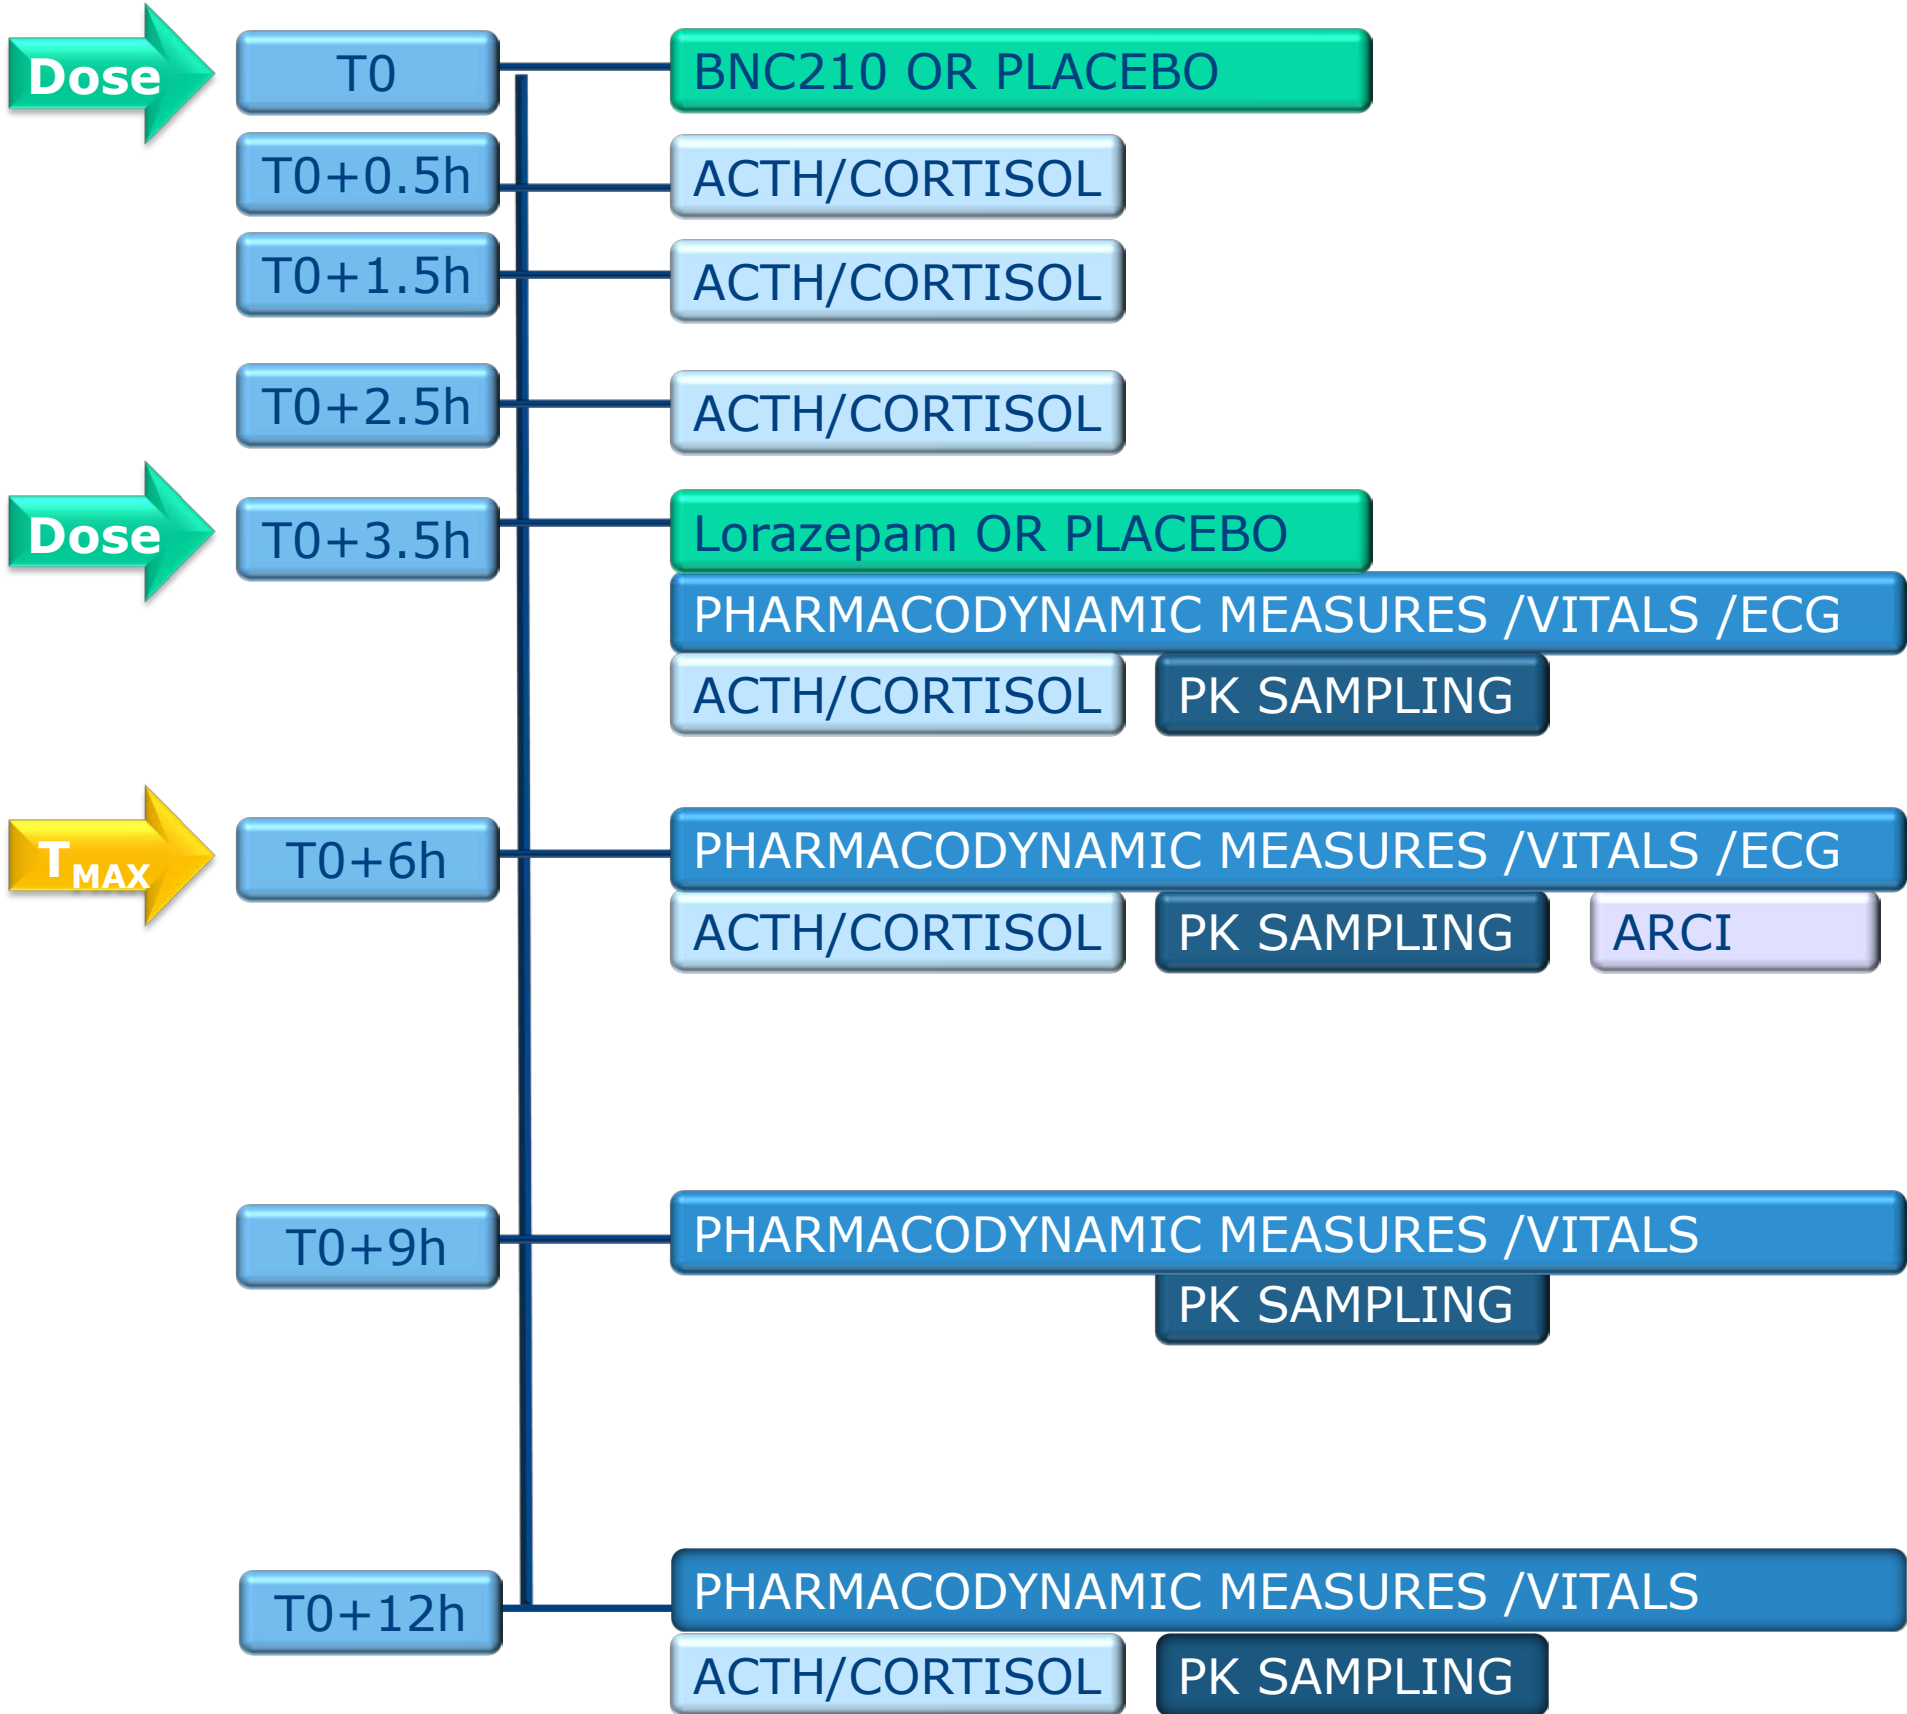 Dose
T0
BNC210 OR PLACEBO
T0+0.5h
ACTH/CORTISOL
T0+1.5h
ACTH/CORTISOL
T0+2.5h
ACTH/CORTISOL
Dose
T0+3.5h
Lorazepam OR PLACEBO
PHARMACODYNAMIC MEASURES /VITALS /ECG
ACTH/CORTISOL
PK SAMPLING
TMAX
T0+6h
PHARMACODYNAMIC MEASURES /VITALS /ECG
ACTH/CORTISOL
PK SAMPLING
ARCI
T0+9h
PHARMACODYNAMIC MEASURES /VITALS
PK SAMPLING
T0+12h
PHARMACODYNAMIC MEASURES /VITALS
ACTH/CORTISOL
PK SAMPLING